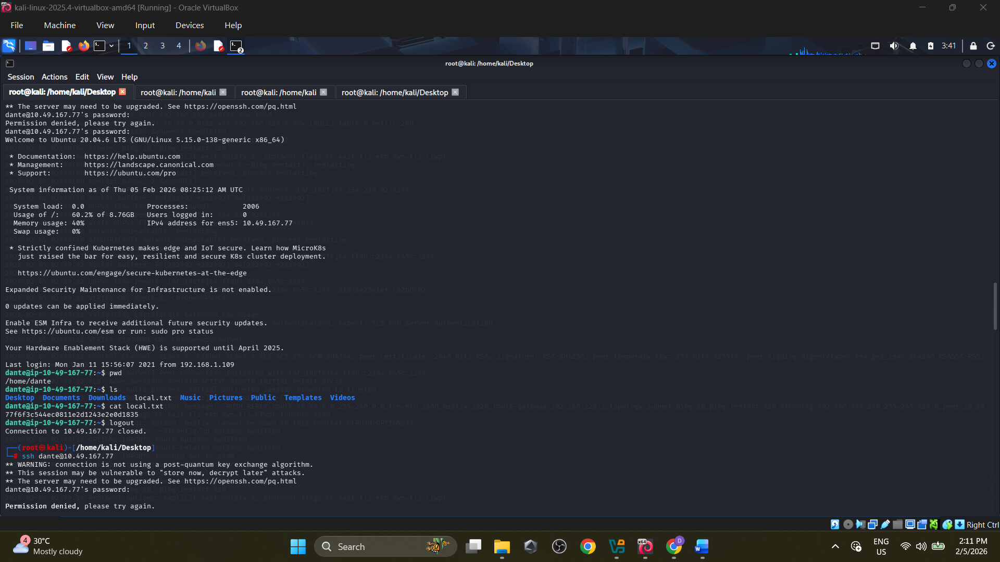 kali-linux-2025.4-virtualbox-amd64 [Running] - Oracle VirtualBox
File Machine View Input Devices Help
1 2 3 4 2 3:41
root@kali: /home/kali/Desktop
Session Actions Edit View Help
root@kali: /home/kali/Desktop root@kali: /home/kali root@kali: /home/kali root@kali: /home/kali/Desktop
** The server may need to be upgraded. See https://openssh.com/pq.html
dante@10.49.167.77's password:
Permission denied, please try again.
dante@10.49.167.77's password:
Welcome to Ubuntu 20.04.6 LTS (GNU/Linux 5.15.0-138-generic x86_64)
* Documentation: https://help.ubuntu.com
* Management: https://landscape.canonical.com
* Support: https://ubuntu.com/pro
System information as of Thu 05 Feb 2026 08:25:12 AM UTC
System load: 0.0 Processes: 2006
Usage of /: 60.2% of 8.76GB Users logged in: 0
Memory usage: 40% IPv4 address for ens5: 10.49.167.77
Swap usage: 0%
* Strictly confined Kubernetes makes edge and IoT secure. Learn how MicroK8s
just raised the bar for easy, resilient and secure K8s cluster deployment.
https://ubuntu.com/engage/secure-kubernetes-at-the-edge
Expanded Security Maintenance for Infrastructure is not enabled.
0 updates can be applied immediately.
Enable ESM Infra to receive additional future security updates.
See https://ubuntu.com/esm or run: sudo pro status
Your Hardware Enablement Stack (HWE) is supported until April 2025.
Last login: Mon Jan 11 15:56:07 2021 from 192.168.1.109
dante@ip-10-49-167-77:~$ pwd
/home/dante
dante@ip-10-49-167-77:~$ ls
Desktop Documents Downloads local.txt Music Pictures Public Templates Videos
dante@ip-10-49-167-77:~$ cat local.txt
77f6f3c544ec0811e2d1243e2e0d1835
dante@ip-10-49-167-77:~$ logout
Connection to 10.49.167.77 closed.
┌──(root㉿kali)-[/home/kali/Desktop]
└─# ssh dante@10.49.167.77
** WARNING: connection is not using a post-quantum key exchange algorithm.
** This session may be vulnerable to "store now, decrypt later" attacks.
** The server may need to be upgraded. See https://openssh.com/pq.html
dante@10.49.167.77's password:
Permission denied, please try again.
Right Ctrl
4 30°C
Mostly cloudy
Search
ENG
US
2:11 PM
2/5/2026